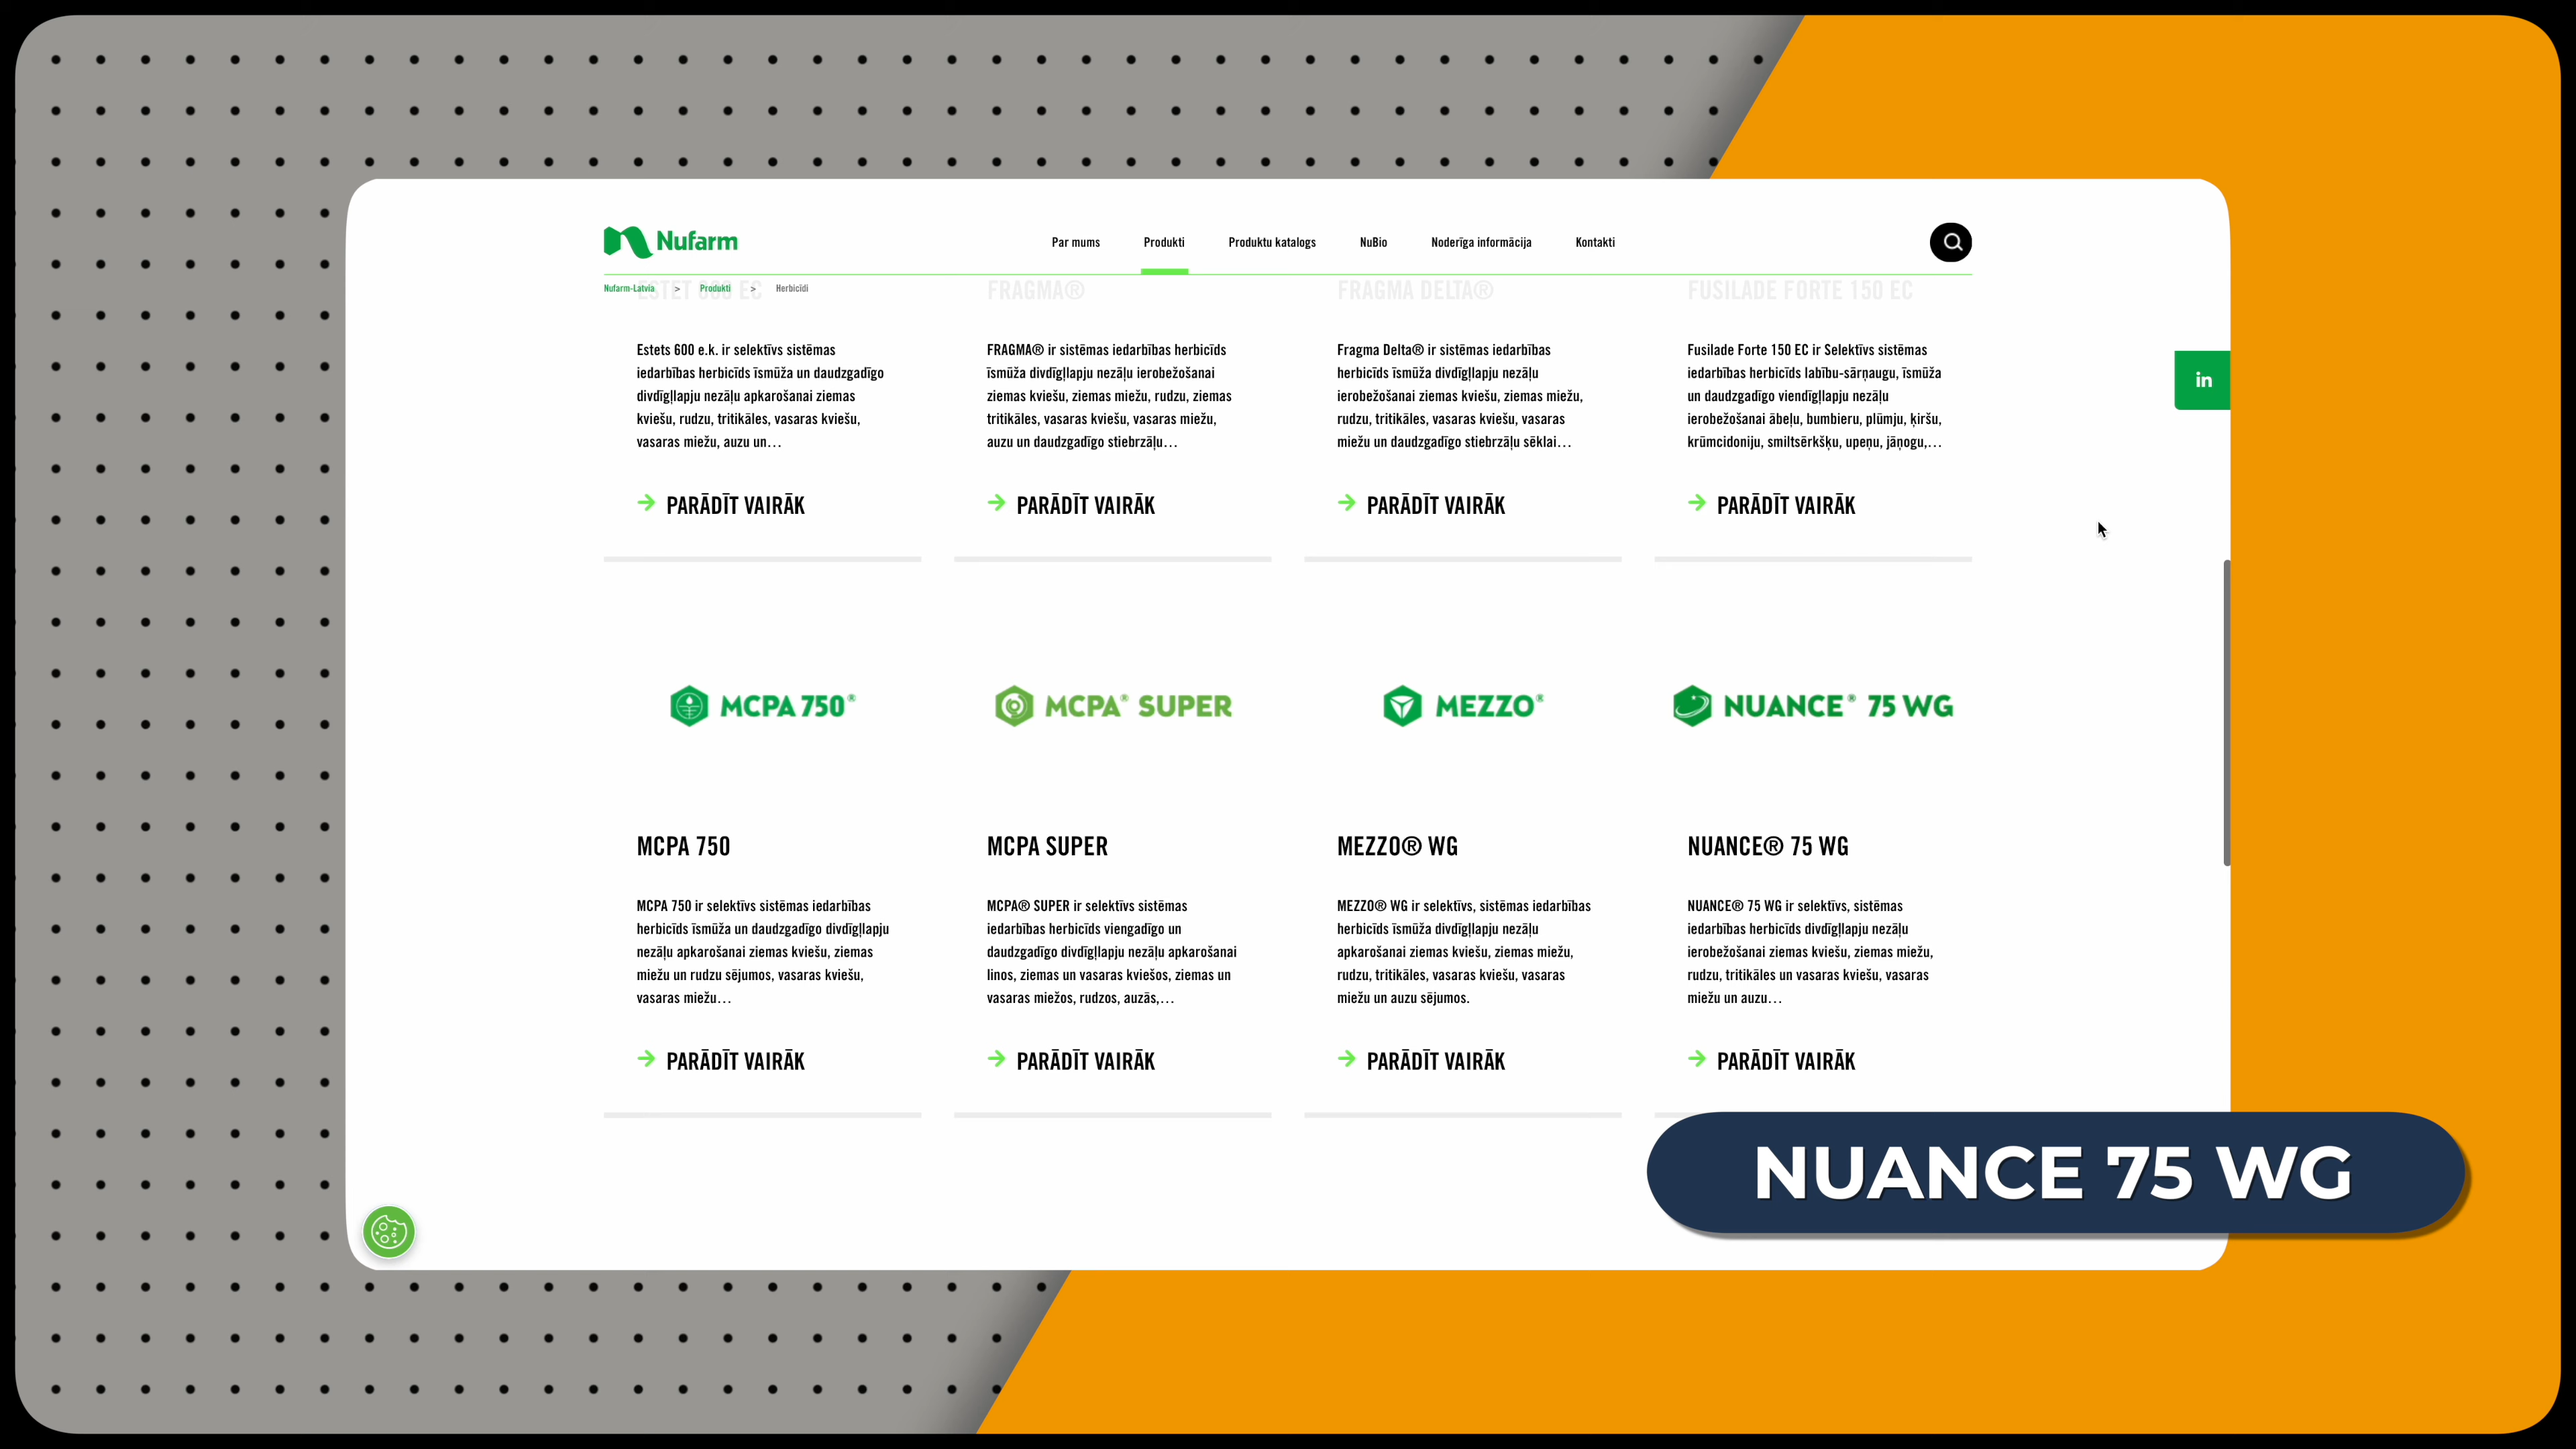 Nufarm
Par mums
Produkti
Produktu katalogs
NuBio
Noderīga informācija
Kontakti
Nufarm-Latvia > Produkti > Herbicīdi
ESTET 600 EC
FRAGMA®
FRAGMA DELTA®
FUSILADE FORTE 150 EC
Estets 600 e.k. ir selektīvs sistēmas
iedarbības herbicīds īsmūža un daudzgadīgo
divdīgļlapju nezāļu apkarošanai ziemas
kviešu, rudzu, tritikāles, vasaras kviešu,
vasaras miežu, auzu un...
FRAGMA® ir sistēmas iedarbības herbicīds
īsmūža divdīgļlapju nezāļu ierobežošanai
ziemas kviešu, ziemas miežu, rudzu, ziemas
tritikāles, vasaras kviešu, vasaras miežu,
auzu un daudzgadīgo stiebrzāļu...
Fragma Delta® ir sistēmas iedarbības
herbicīds īsmūža divdīgļlapju nezāļu
ierobežošanai ziemas kviešu, ziemas miežu,
rudzu, tritikāles, vasaras kviešu, vasaras
miežu un daudzgadīgo stiebrzāļu sēklai...
Fusilade Forte 150 EC ir Selektīvs sistēmas
iedarbības herbicīds labību-sārņaugu, īsmūža
un daudzgadīgo viendīgļlapju nezāļu
ierobežošanai ābeļu, bumbieru, plūmju, ķiršu,
krūmcidoniju, smiltsērkšķu, upeņu, jāņogu,...
in
PARĀDĪT VAIRĀK
PARĀDĪT VAIRĀK
PARĀDĪT VAIRĀK
PARĀDĪT VAIRĀK
MCPA 750®
MCPA® SUPER
MEZZO®
NUANCE® 75 WG
MCPA 750
MCPA 750 ir selektīvs sistēmas iedarbības
herbicīds īsmūža un daudzgadīgo divdīgļlapju
nezāļu apkarošanai ziemas kviešu, ziemas
miežu un rudzu sējumos, vasaras kviešu,
vasaras miežu...
MCPA SUPER
MCPA® SUPER ir selektīvs sistēmas
iedarbības herbicīds viengadīgo un
daudzgadīgo divdīgļlapju nezāļu apkarošanai
linos, ziemas un vasaras kviešos, ziemas un
vasaras miežos, rudzos, auzās,...
MEZZO® WG
MEZZO® WG ir selektīvs, sistēmas iedarbības
herbicīds īsmūža divdīgļlapju nezāļu
apkarošanai ziemas kviešu, ziemas miežu,
rudzu, tritikāles, vasaras kviešu, vasaras
miežu un auzu sējumos.
NUANCE® 75 WG
NUANCE® 75 WG ir selektīvs, sistēmas
iedarbības herbicīds divdīgļlapju nezāļu
ierobežošanai ziemas kviešu, ziemas miežu,
rudzu, tritikāles un vasaras kviešu, vasaras
miežu un auzu...
PARĀDĪT VAIRĀK
PARĀDĪT VAIRĀK
PARĀDĪT VAIRĀK
PARĀDĪT VAIRĀK
NUANCE 75 WG